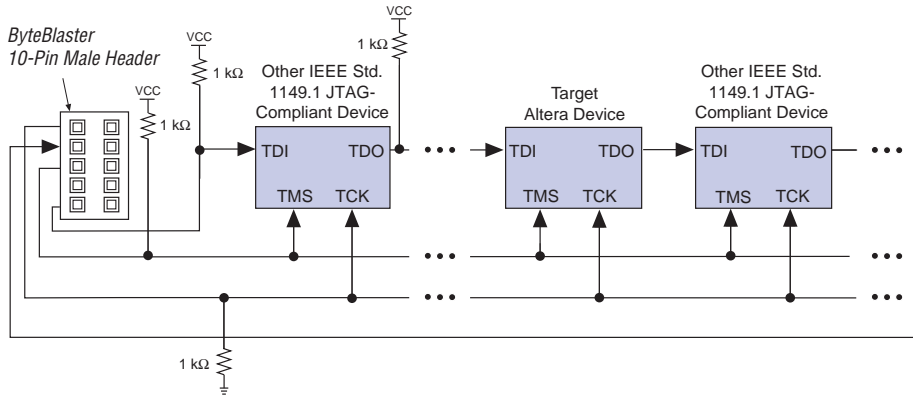 ByteBlaster
10-Pin Male Header
VCC
1 kΩ
VCC
1 kΩ
VCC
1 kΩ
Other IEEE Std.
1149.1 JTAG-
Compliant Device
TDI
TDO
TMS
TCK
Target
Altera Device
TDI
TDO
TMS
TCK
Other IEEE Std.
1149.1 JTAG-
Compliant Device
TDI
TDO
TMS
TCK
1 kΩ